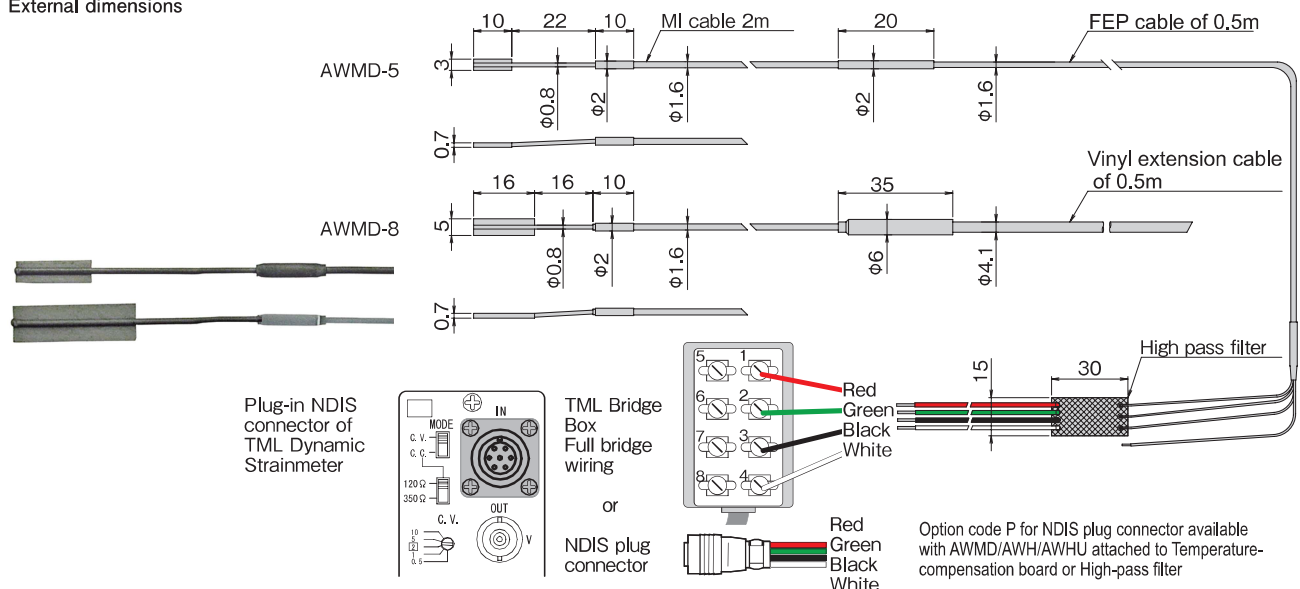 External dimensions
10 22 10 MI cable 2m 20 FEP cable of 0.5m
AWMD-5
3
Φ0.8 Φ2 Φ1.6 Φ2 Φ1.6
0.7
16 16 10 35
Vinyl extension cable
of 0.5m
AWMD-8
5
Φ0.8 Φ2 Φ1.6 Φ6 Φ4.1
0.7
High pass filter
30
15
Plug-in NDIS
connector of
TML Dynamic
Strainmeter
MODE
C. V.
C. C.
120Ω
350Ω
C. V.
10
5
2
1
0.5
IN
OUT
V
TML Bridge
Box
Full bridge
wiring
or
NDIS plug
connector
5 1
6 2
7 3
8 4
Red
Green
Black
White
Red
Green
Black
White
Option code P for NDIS plug connector available
with AWMD/AWH/AWHU attached to Temperature-
compensation board or High-pass filter